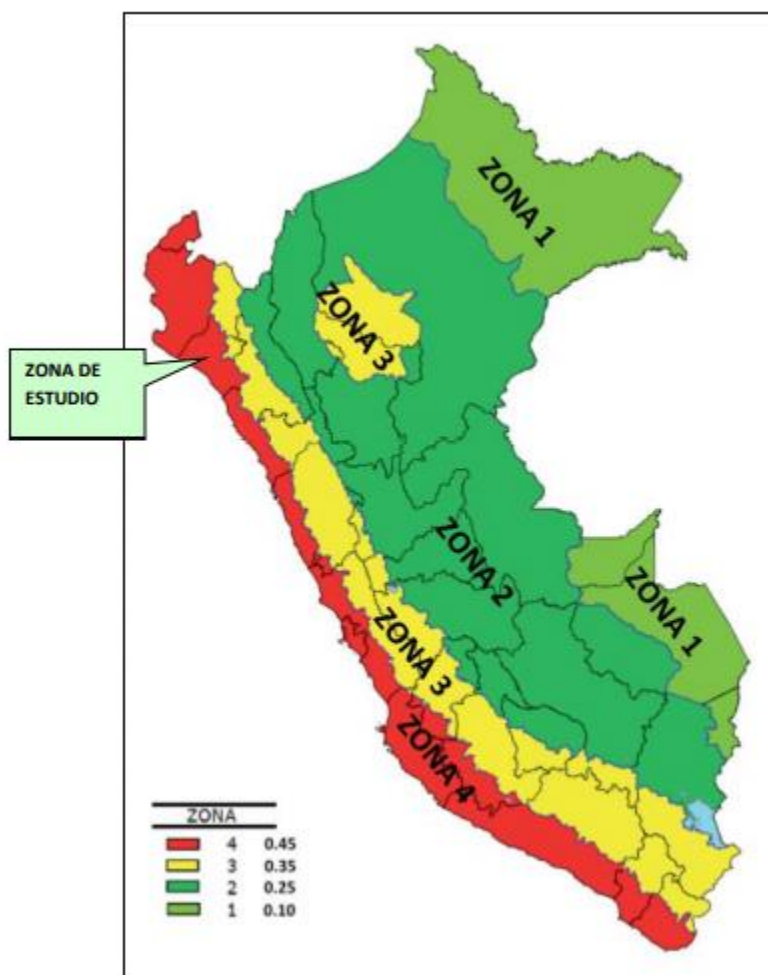 ZONA 1
ZONA 3
ZONA DE
ESTUDIO
ZONA 2
ZONA 1
ZONA 3
ZONA 4
ZONA
4 0.45
3 0.35
2 0.25
1 0.10